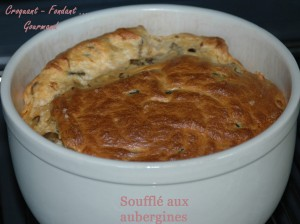 Croquant - Fondant ...
Gourmand
Soufflé aux
aubergines